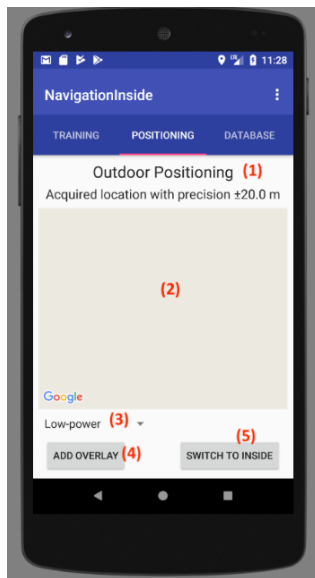 11:28
NavigationInside
TRAINING POSITIONING DATABASE
Outdoor Positioning (1)
Acquired location with precision ±20.0 m
(2)
Google
Low-power (3)
(5)
ADD OVERLAY (4) SWITCH TO INSIDE